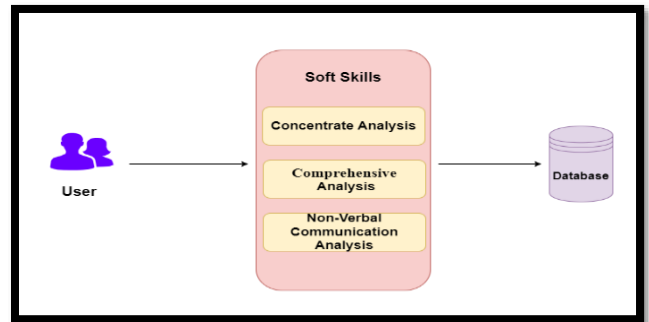 Soft Skills
Concentrate Analysis
Comprehensive
Analysis
Non-Verbal
Communication
Analysis
User
Database